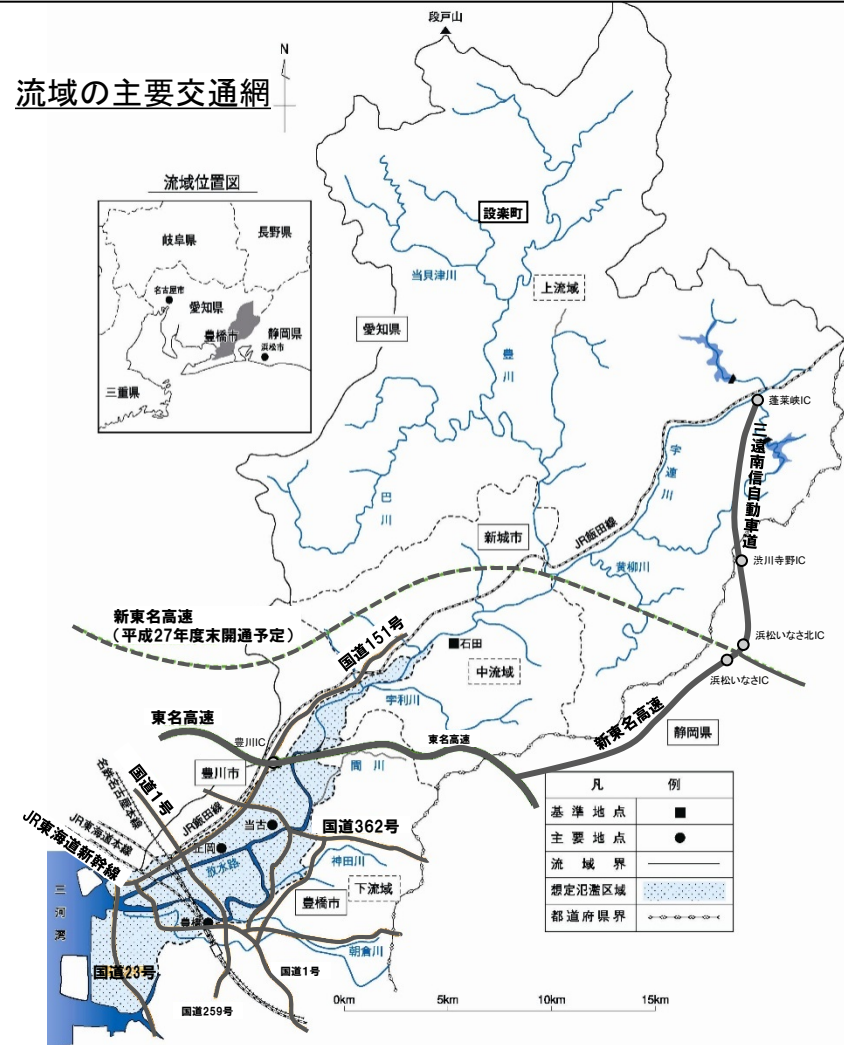 段戸山
N
流域の主要交通網
流域位置図
岐阜県
長野県
名古屋市
愛知県
豊橋市
静岡県
浜松市
三重県
設楽町
当貝津川
上流域
愛知県
豊川
蓬莱峡IC
三遠南信自動車道
宇連川
巴川
新城市
JR飯田線
渋川寺野IC
黄柳川
新東名高速
(平成27年度末開通予定)
国道151号
石田
浜松いなさ北IC
中流域
浜松いなさIC
宇利川
東名高速
新東名高速
豊川IC
東名高速
静岡県
間川
豊川市
国道1号
名鉄名古屋本線
JR飯田線
当古
国道362号
JR東海道本線
正岡
JR東海道新幹線
放水路
神田川
下流域
三河湾
豊橋市
豊橋
朝倉川
国道23号
国道1号
国道259号
凡例
基準地点
主要地点
流域界
想定氾濫区域
都道府県界
0km
5km
10km
15km